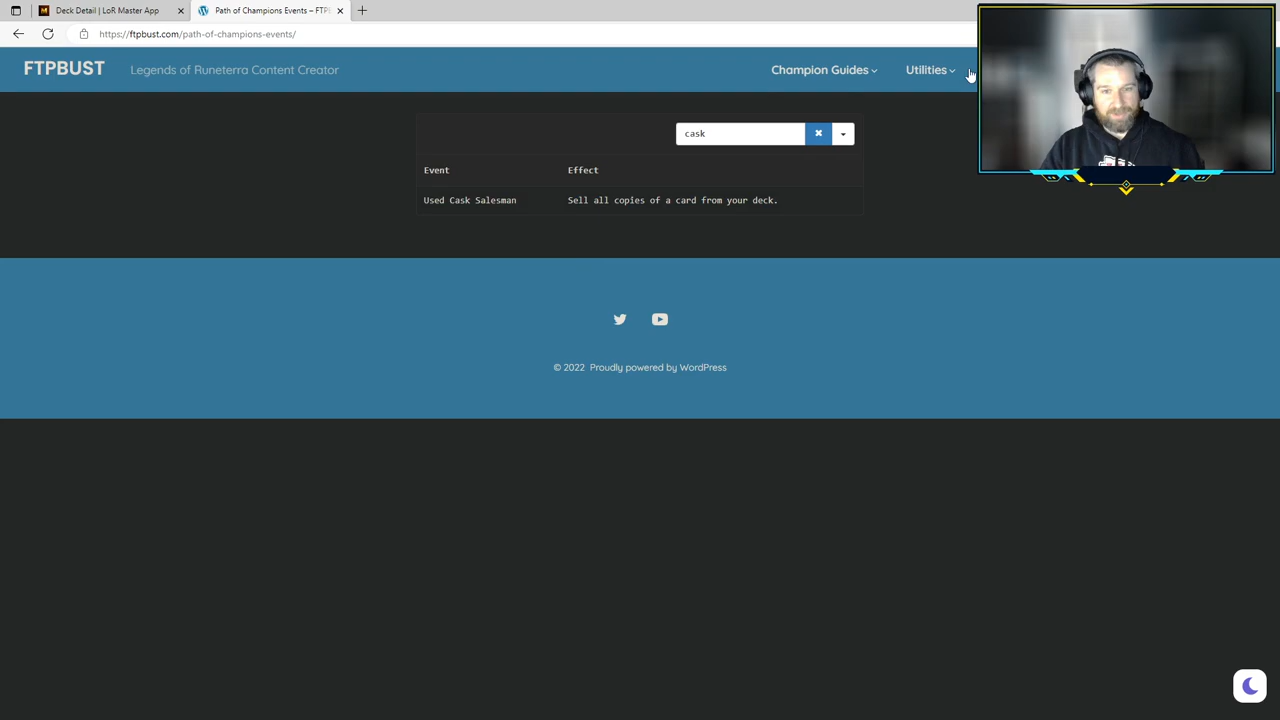 Deck Detail | LoR Master App
Path of Champions Events – FTPB
https://ftpbust.com/path-of-champions-events/
FTPBUST
Legends of Runeterra Content Creator
Champion Guides
Utilities
cask
Event
Effect
Used Cask Salesman
Sell all copies of a card from your deck.
© 2022 Proudly powered by WordPress